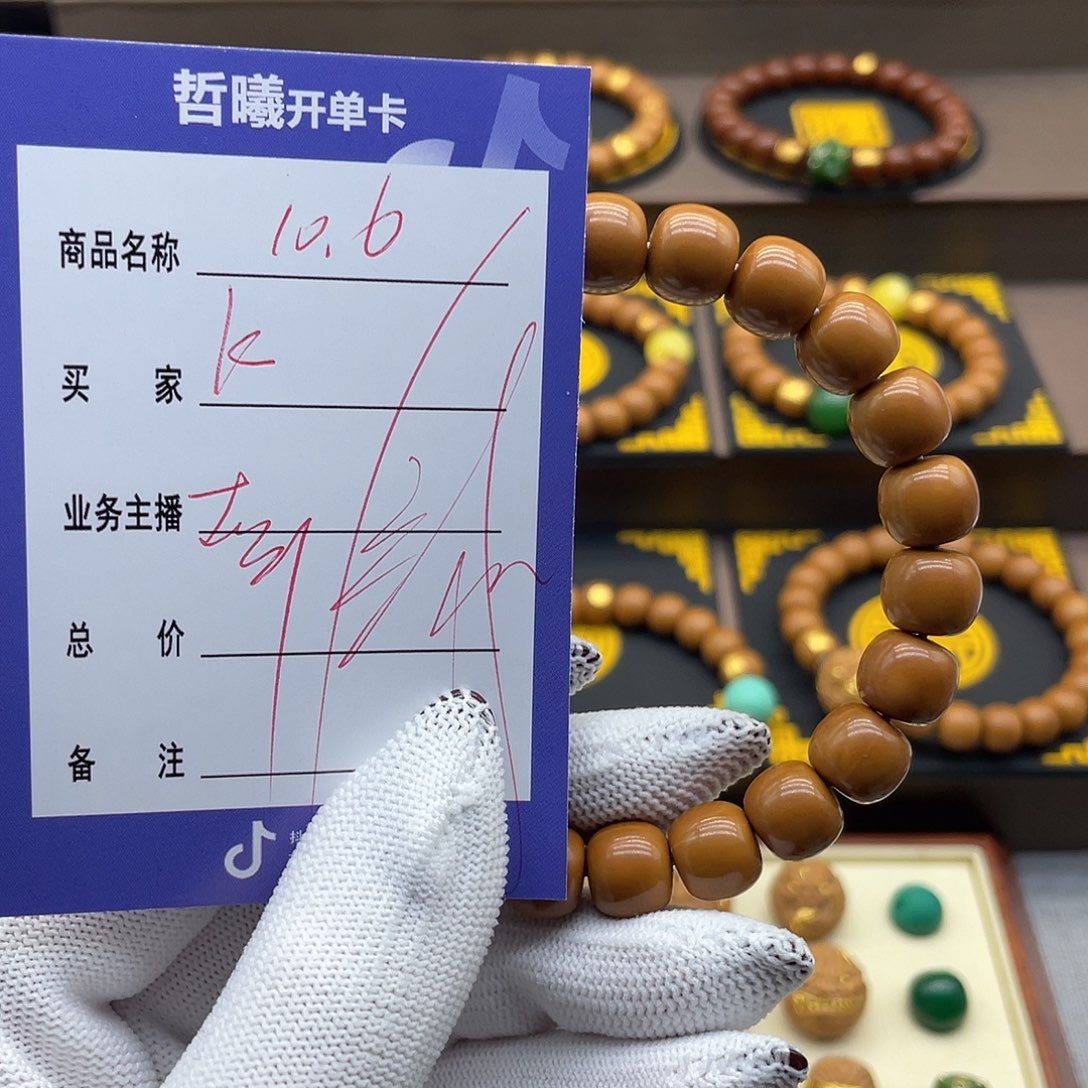 哲曦开单卡
商品名称 10.6
买家 K
业务主播
总价
备注
抖